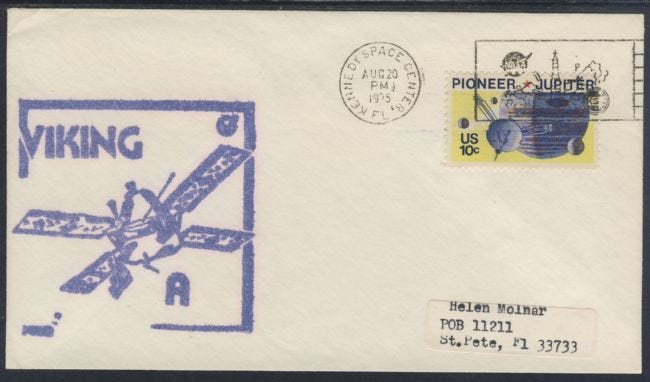 VIKING
A
KENNEDY SPACE CENTER,
AUG 20
PM
1975
FL
PIONEER ★ JUPITER
US
10c
Helen Molnar
POB 11211
St.Pete, Fl 33733